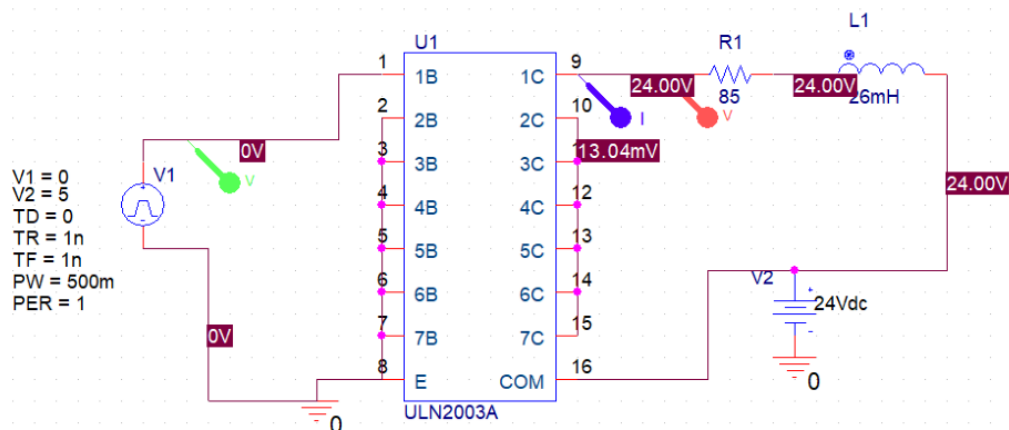 U1
L1
R1
1
1B
1C
9
24.00V
24.00V
85
26mH
2
2B
2C
10
I
V
0V
V
V1
3
3B
3C
13.04mV
V1 = 0
V2 = 5
TD = 0
TR = 1n
TF = 1n
PW = 500m
PER = 1
4
4B
4C
12
24.00V
5
5B
5C
13
6
6B
6C
14
V2
24Vdc
0V
7
7B
7C
15
8
E
COM
16
0
ULN2003A
0